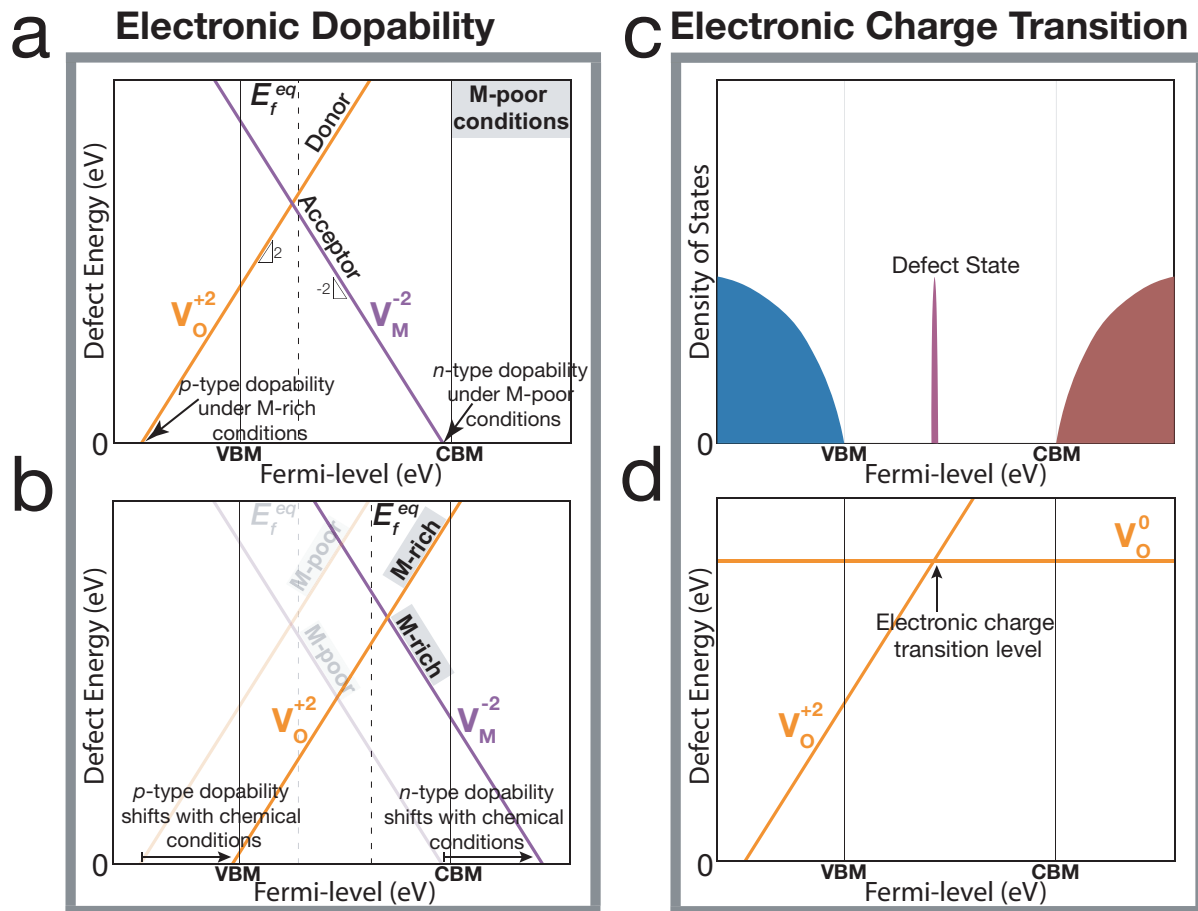 a
Electronic Dopability
E_f^eq
Donor
M-poor
conditions
Acceptor
2
-2
V_O^+2
V_M^-2
p-type dopability
under M-rich
conditions
n-type dopability
under M-poor
conditions
Defect Energy (eV)
0
VBM
CBM
Fermi-level (eV)
b
E_f^eq
E_f^eq
M-poor
M-rich
M-poor
M-rich
V_O^+2
V_M^-2
p-type dopability
shifts with chemical
conditions
n-type dopability
shifts with chemical
conditions
Defect Energy (eV)
0
VBM
CBM
Fermi-level (eV)
c
Electronic Charge Transition
Density of States
Defect State
0
VBM
CBM
Fermi-level (eV)
d
V_O^0
Electronic charge
transition level
V_O^+2
Defect Energy (eV)
0
VBM
CBM
Fermi-level (eV)